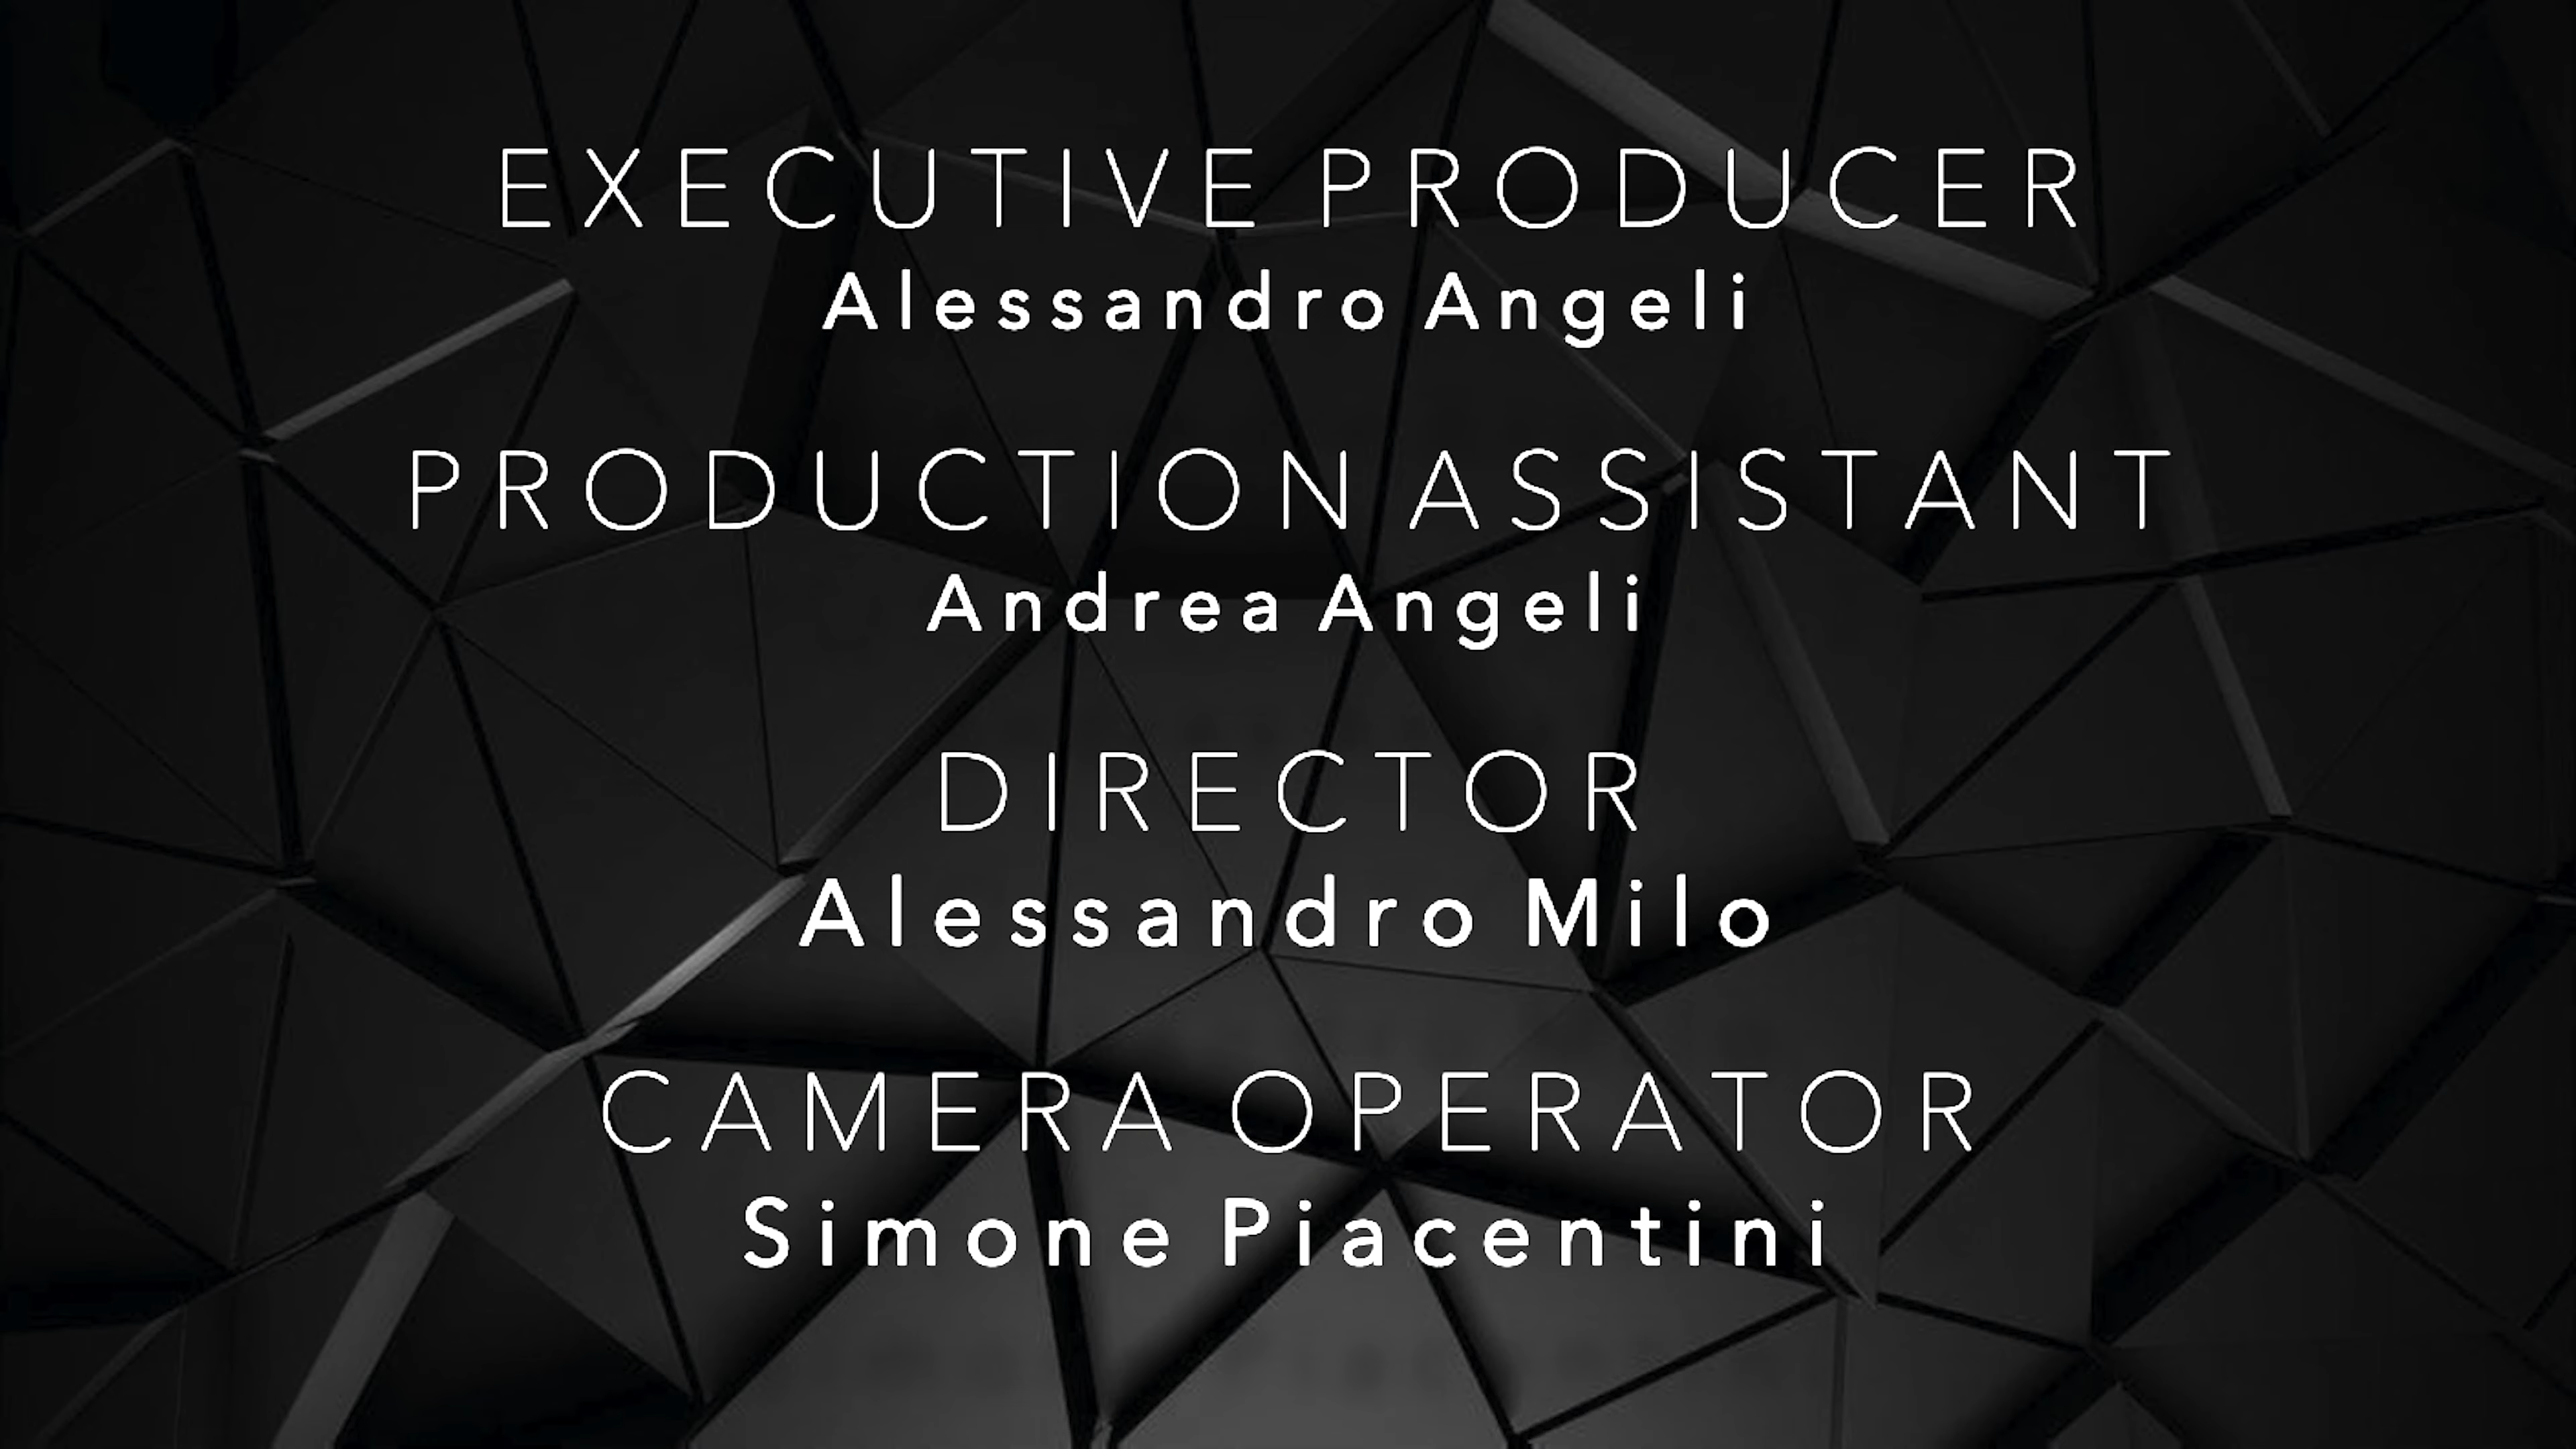 EXECUTIVE PRODUCER
Alessandro Angeli
PRODUCTION ASSISTANT
Andrea Angeli
DIRECTOR
Alessandro Milo
CAMERA OPERATOR
Simone Piacentini